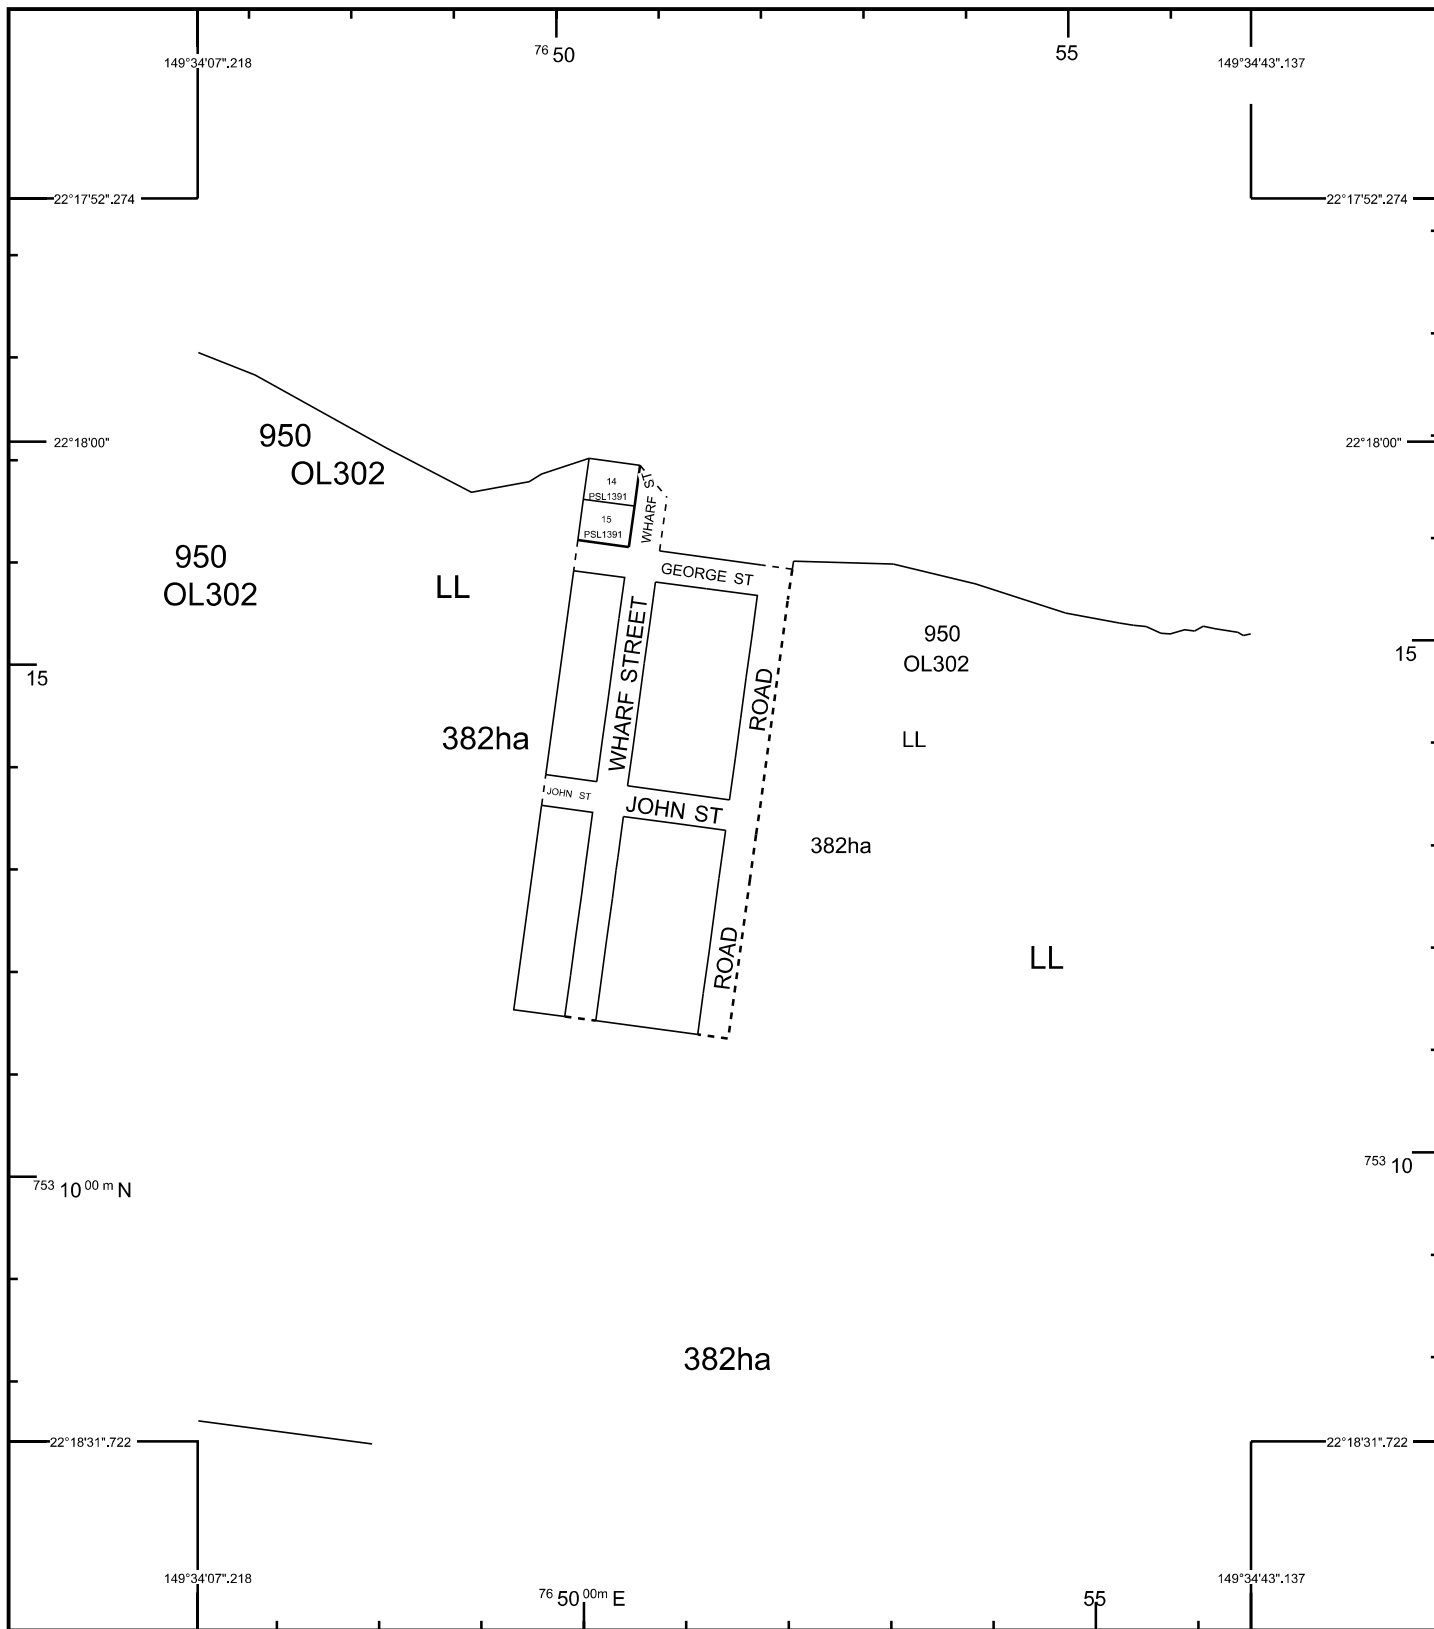 76 50
55
149°34'07".218
149°34'43".137
22°17'52".274
22°17'52".274
950
OL302
22°18'00"
22°18'00"
14
PSL1391
WHARF ST
15
PSL1391
950
OL302
LL
GEORGE ST
WHARF STREET
ROAD
950
OL302
15
15
382ha
LL
JOHN ST
JOHN ST
382ha
ROAD
LL
753 10 00 m N
753 10
382ha
22°18'31".722
22°18'31".722
149°34'07".218
149°34'43".137
76 50 00m E
55